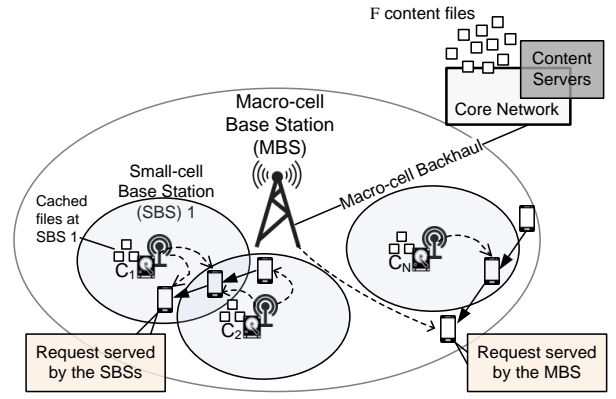 F content files
Content
Servers
Core Network
Macro-cell
Base Station
(MBS)
Macro-cell Backhaul
Small-cell
Base Station
(SBS) 1
Cached
files at
SBS 1
C1
C2
CN
Request served
by the SBSs
Request served
by the MBS